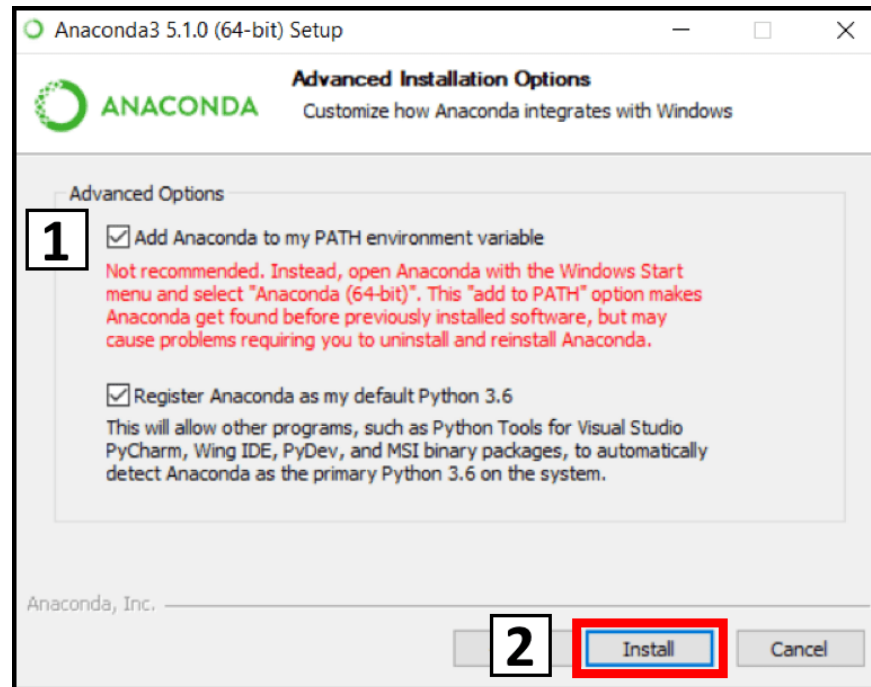 Anaconda3 5.1.0 (64-bit) Setup
Advanced Installation Options
ANACONDA
Customize how Anaconda integrates with Windows
Advanced Options
1
Add Anaconda to my PATH environment variable
Not recommended. Instead, open Anaconda with the Windows Start
menu and select "Anaconda (64-bit)". This "add to PATH" option makes
Anaconda get found before previously installed software, but may
cause problems requiring you to uninstall and reinstall Anaconda.
Register Anaconda as my default Python 3.6
This will allow other programs, such as Python Tools for Visual Studio
PyCharm, Wing IDE, PyDev, and MSI binary packages, to automatically
detect Anaconda as the primary Python 3.6 on the system.
Anaconda, Inc.
2
Install
Cancel